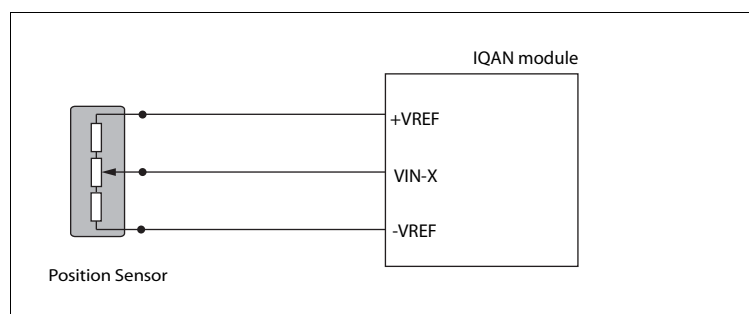 IQAN module
+VREF
VIN-X
-VREF
Position Sensor